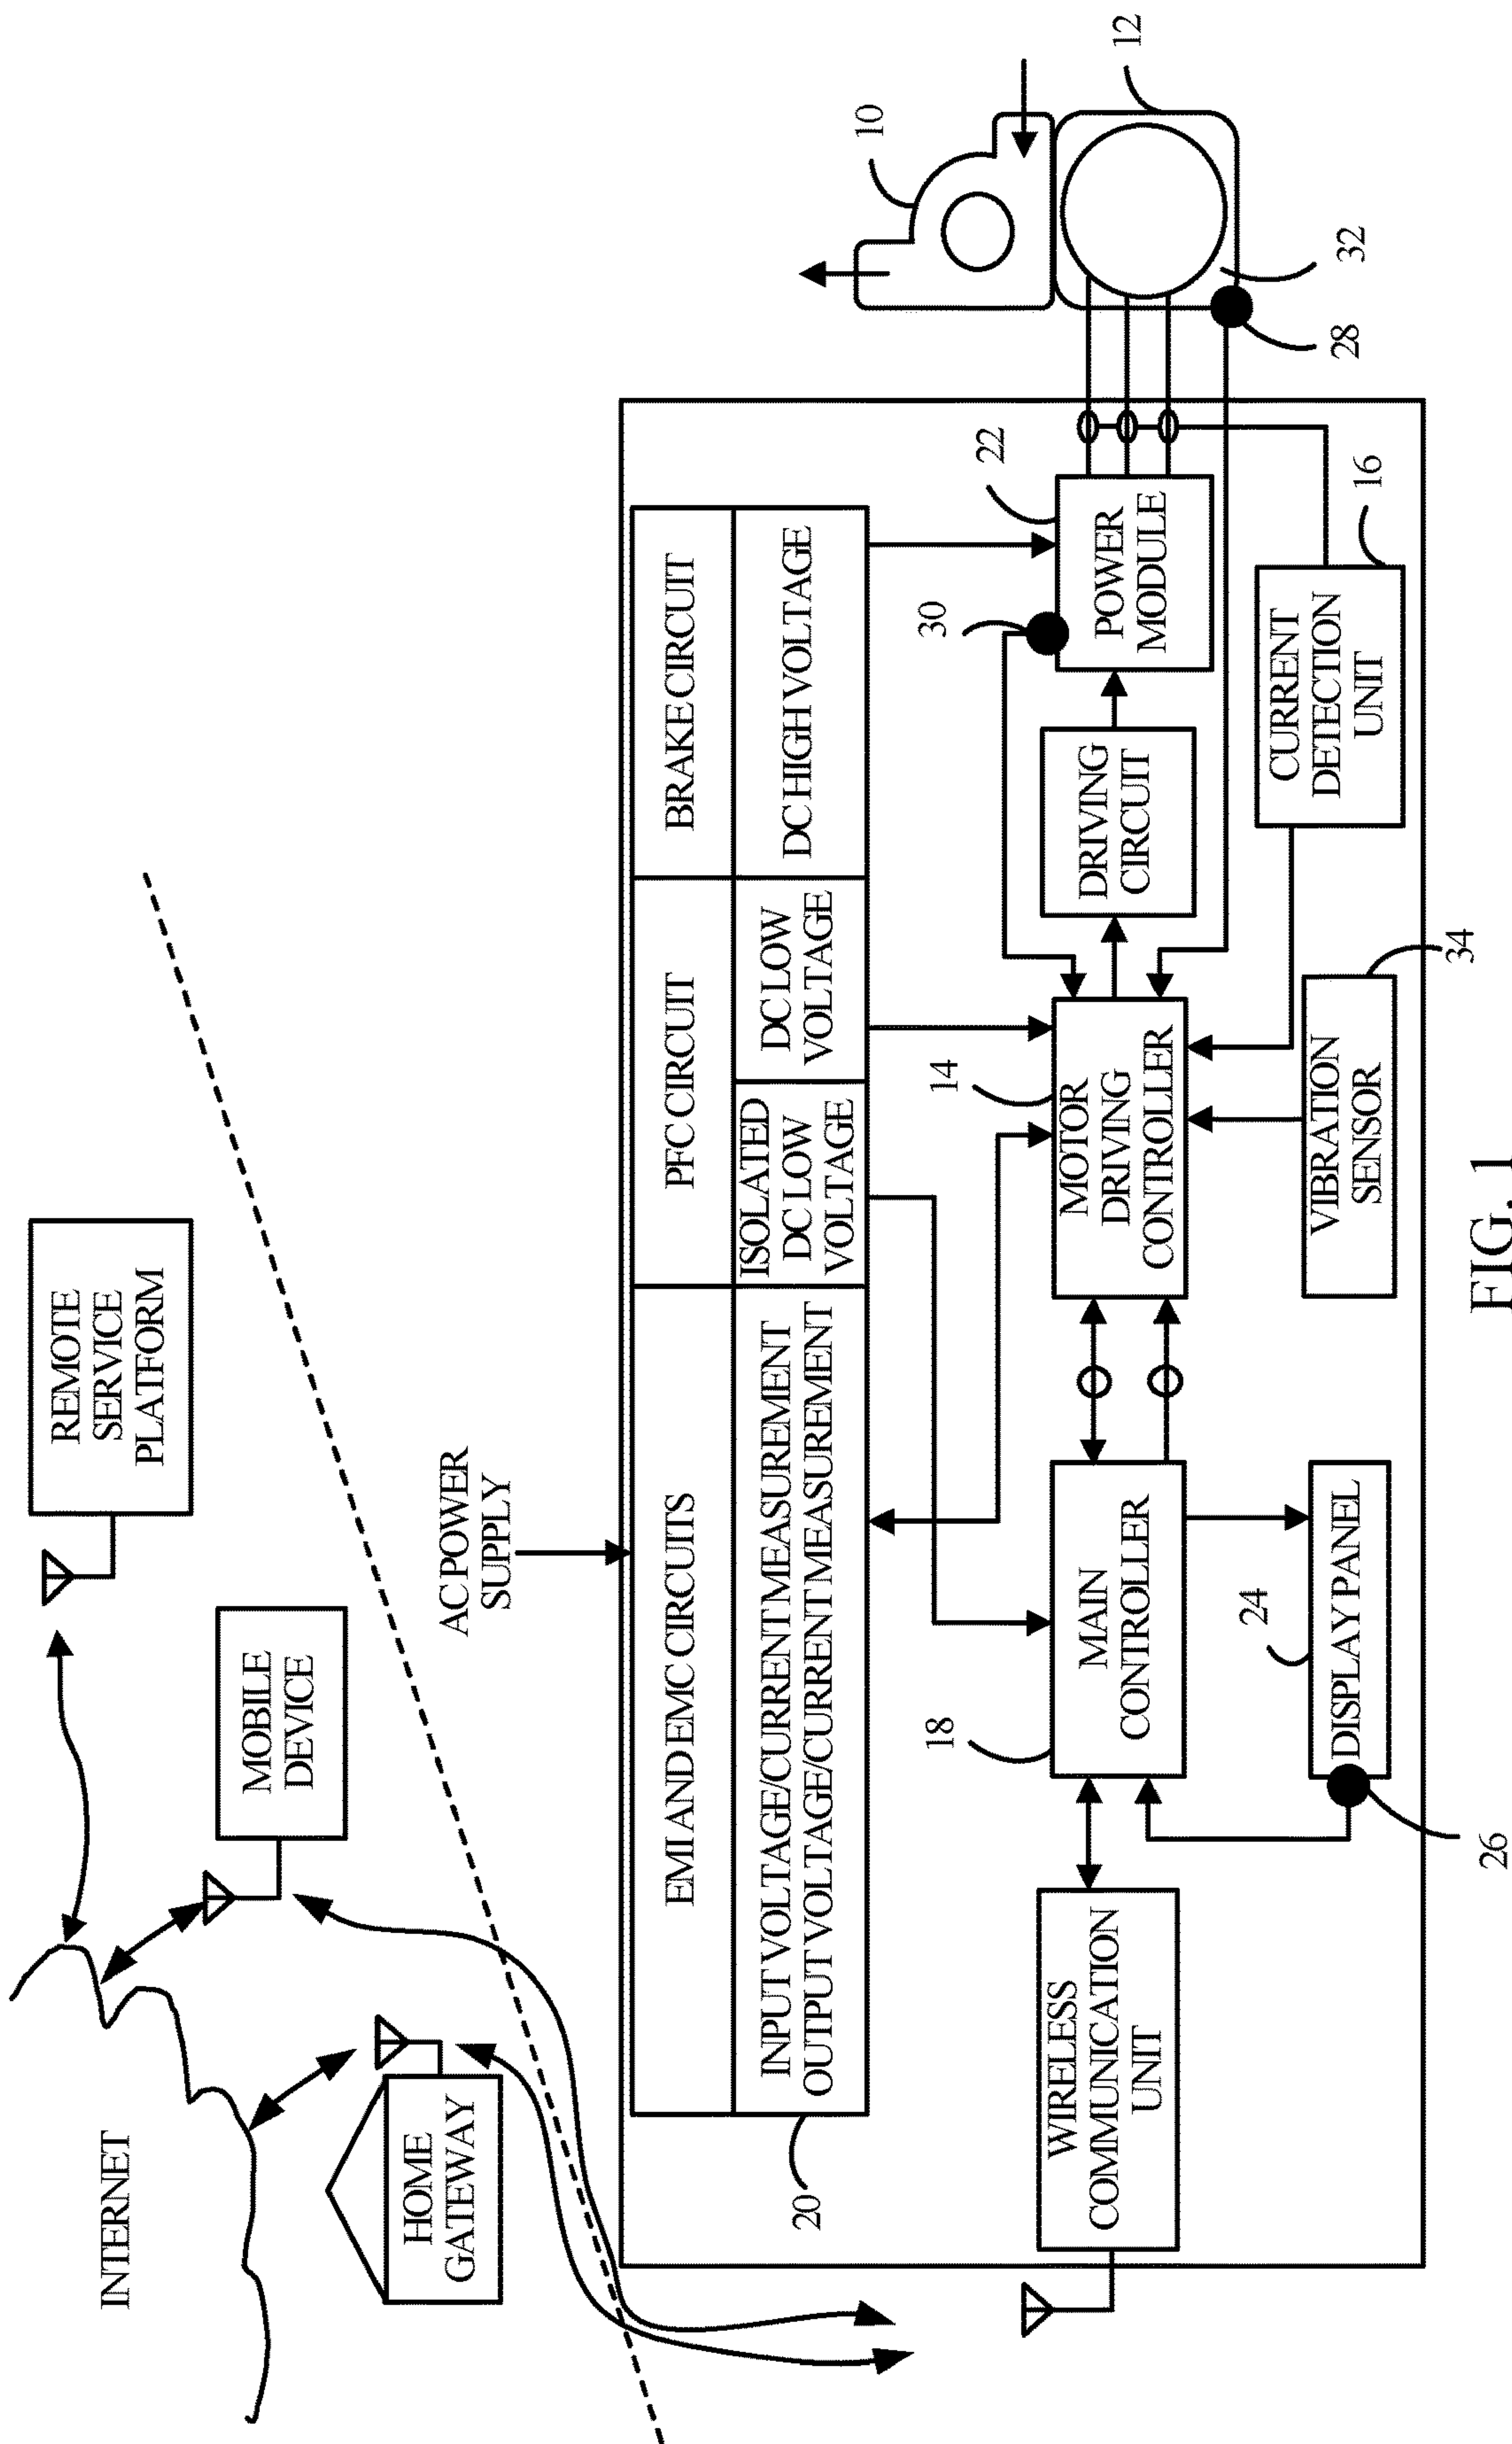 INTERNET
REMOTE
SERVICE
PLATFORM
MOBILE
DEVICE
HOME
GATEWAY
AC POWER
SUPPLY
EMI AND EMC CIRCUITS
PFC CIRCUIT
BRAKE CIRCUIT
INPUT VOLTAGE/CURRENT MEASUREMENT
OUTPUT VOLTAGE/CURRENT MEASUREMENT
ISOLATED
DC LOW
VOLTAGE
DC LOW
VOLTAGE
DC HIGH VOLTAGE
20
10
12
32
28
22
30
14
18
WIRELESS
COMMUNICATION
UNIT
MAIN
CONTROLLER
MOTOR
DRIVING
CONTROLLER
DRIVING
CIRCUIT
POWER
MODULE
16
24
DISPLAY PANEL
26
VIBRATION
SENSOR
34
CURRENT
DETECTION
UNIT
FIG. 1